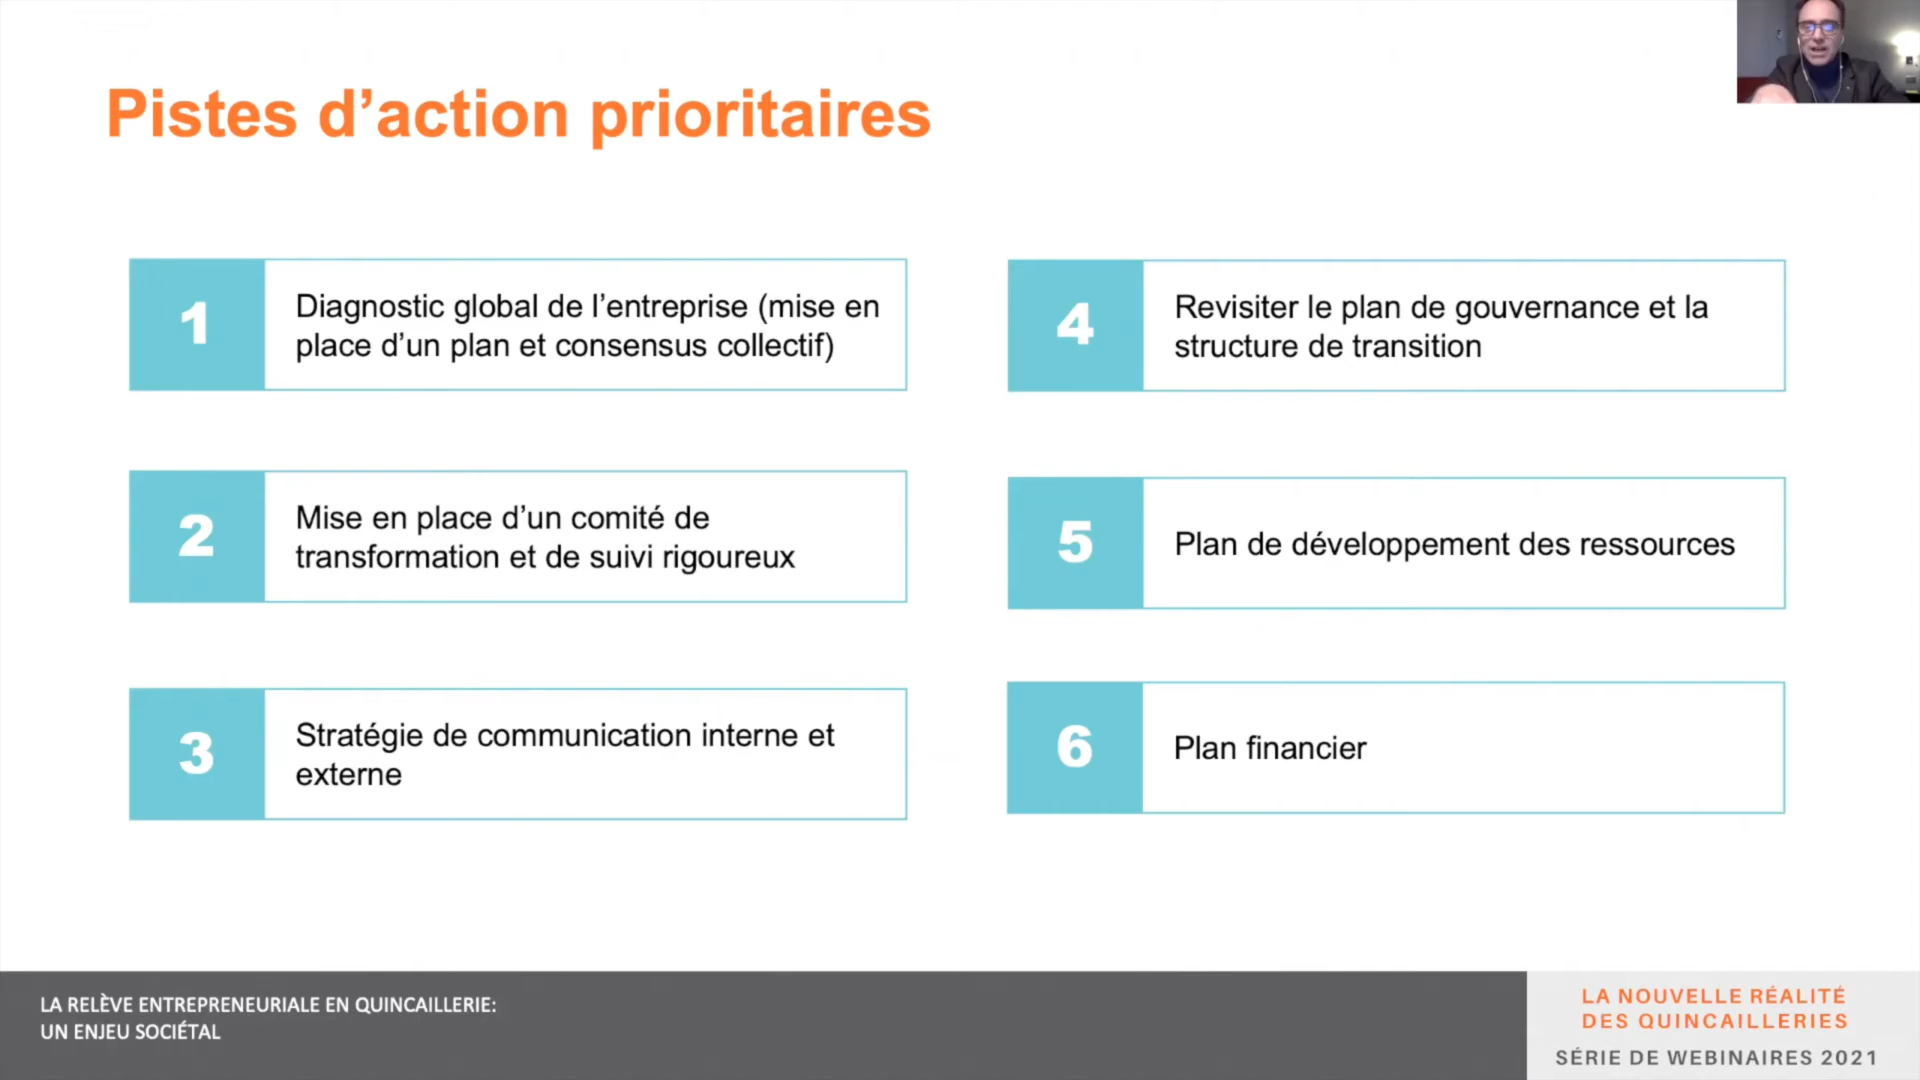 Pistes d’action prioritaires
1
Diagnostic global de l’entreprise (mise en
place d’un plan et consensus collectif)
2
Mise en place d’un comité de
transformation et de suivi rigoureux
3
Stratégie de communication interne et
externe
4
Revisiter le plan de gouvernance et la
structure de transition
5
Plan de développement des ressources
6
Plan financier
LA RELÈVE ENTREPRENEURIALE EN QUINCAILLERIE:
UN ENJEU SOCIÉTAL
LA NOUVELLE RÉALITÉ
DES QUINCAILLERIES
SÉRIE DE WEBINAIRES 2021